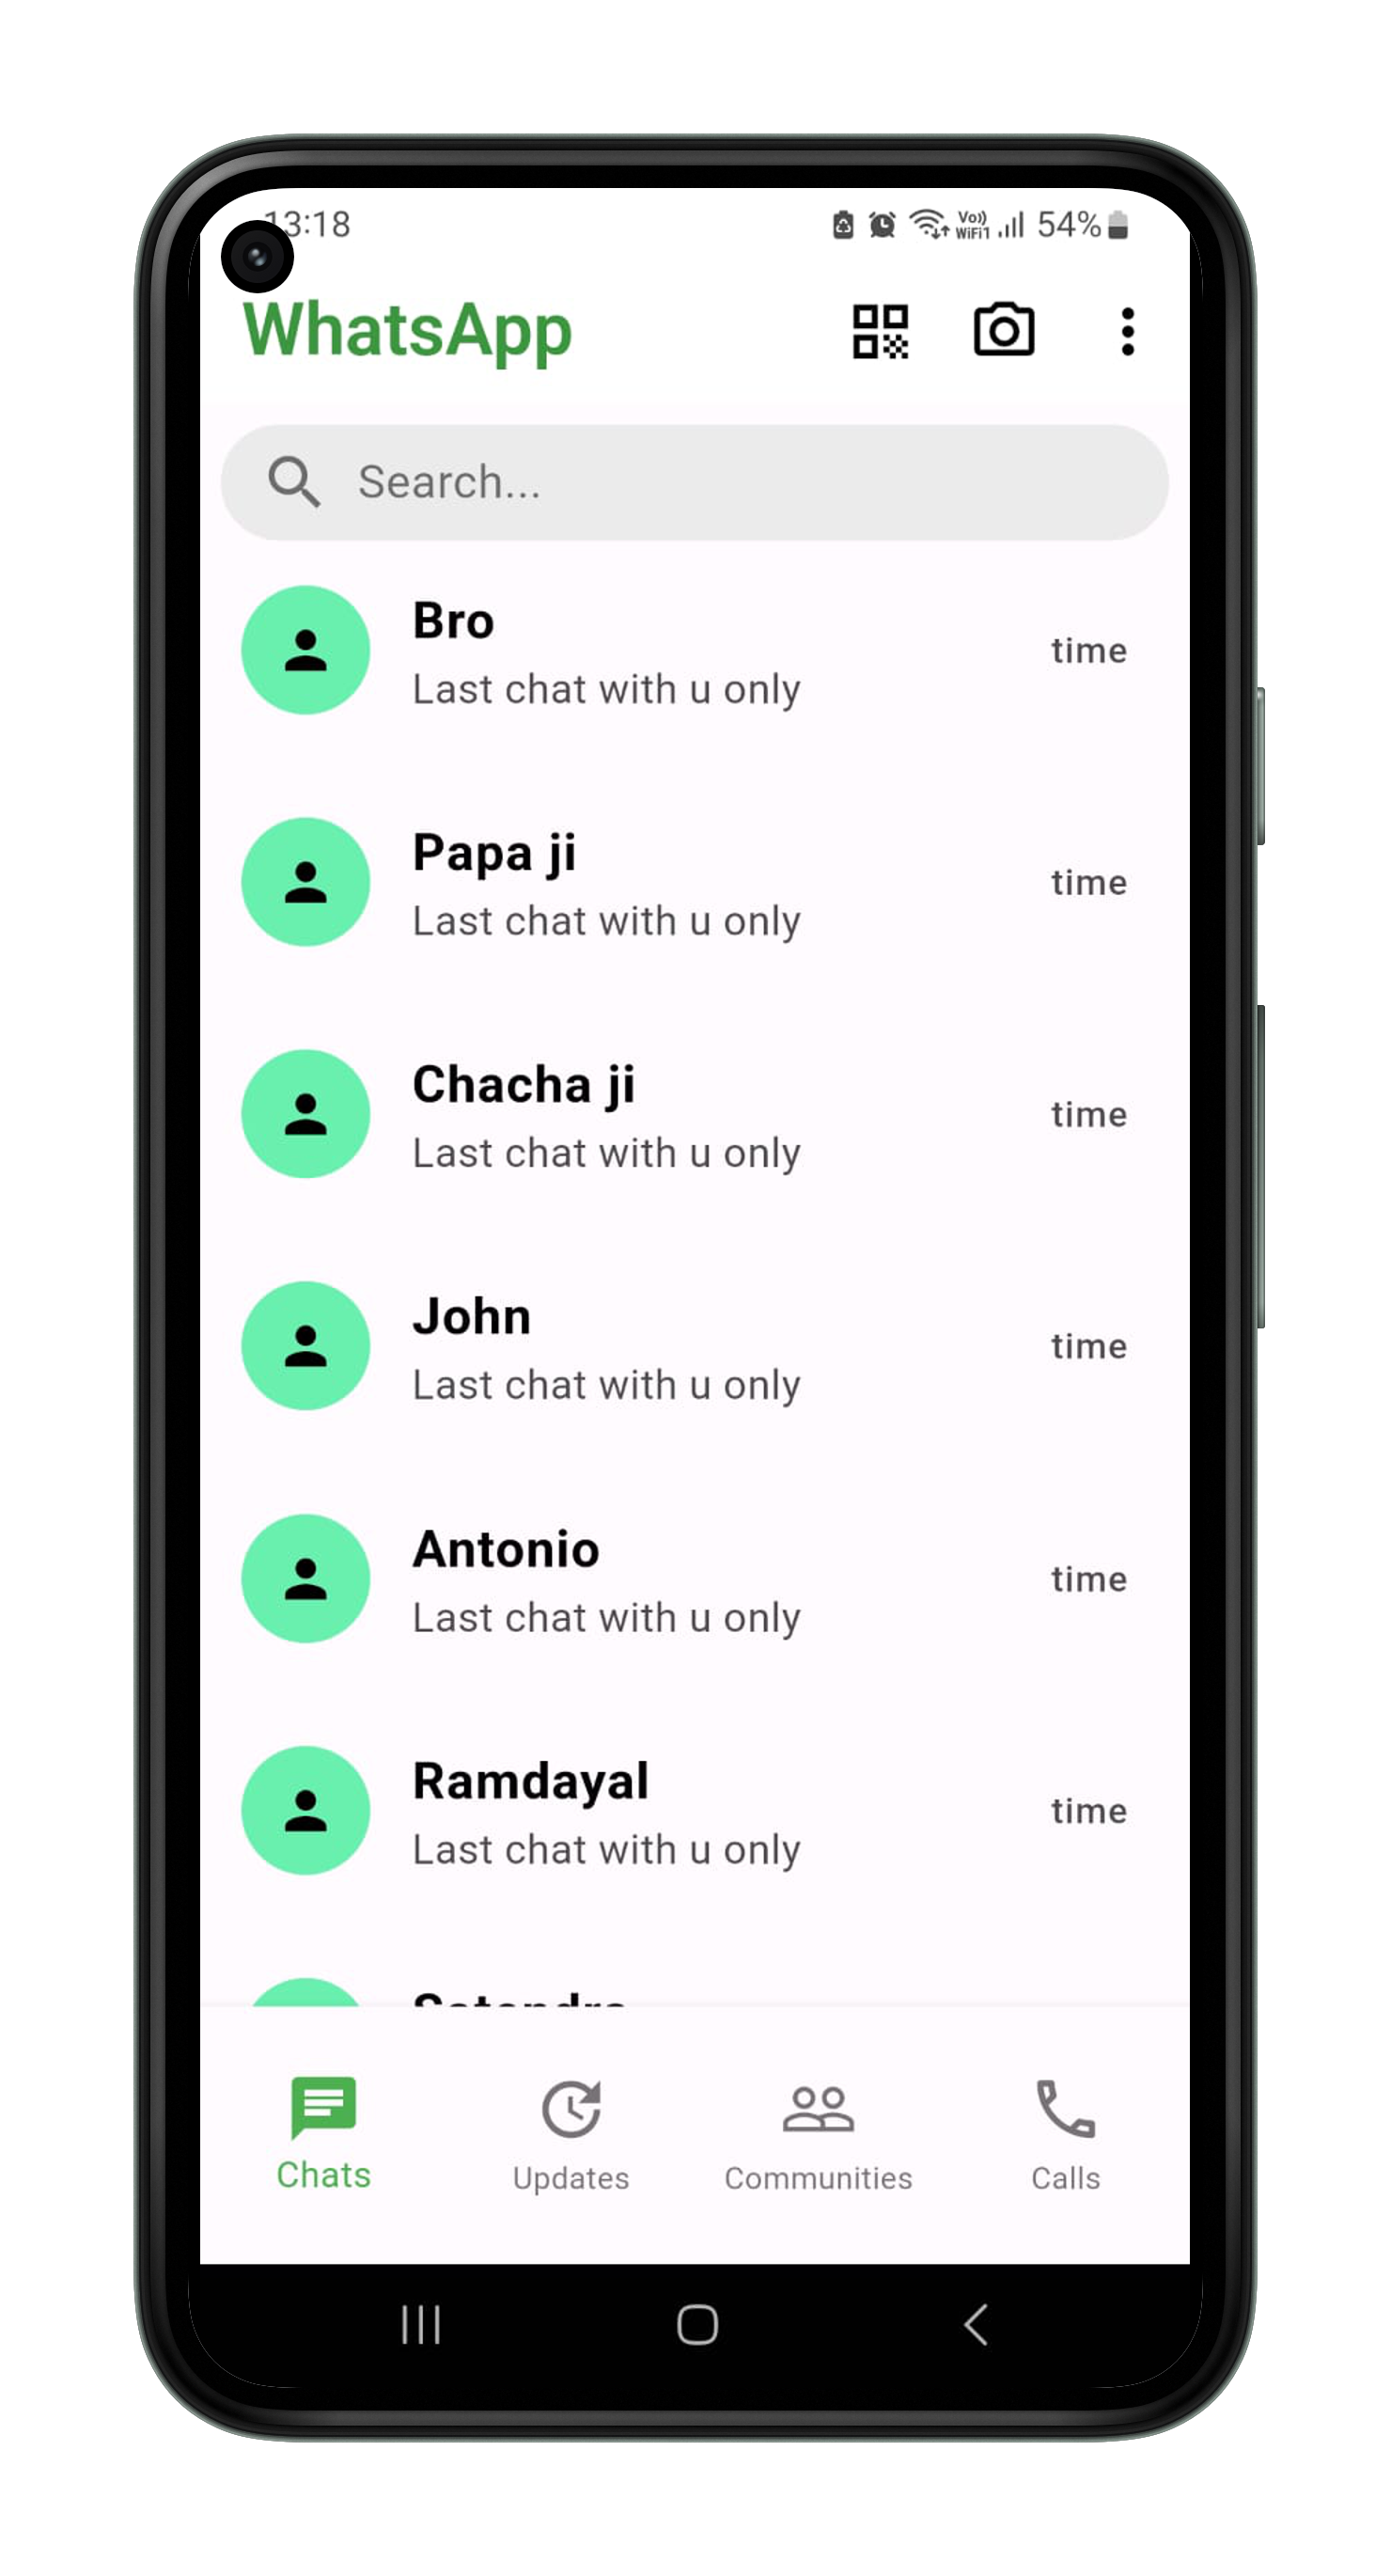 13:18 Vo)) WiFi1 54%
WhatsApp
Search...
Bro
Last chat with u only
time
Papa ji
Last chat with u only
time
Chacha ji
Last chat with u only
time
John
Last chat with u only
time
Antonio
Last chat with u only
time
Ramdayal
Last chat with u only
time
Chats
Updates
Communities
Calls